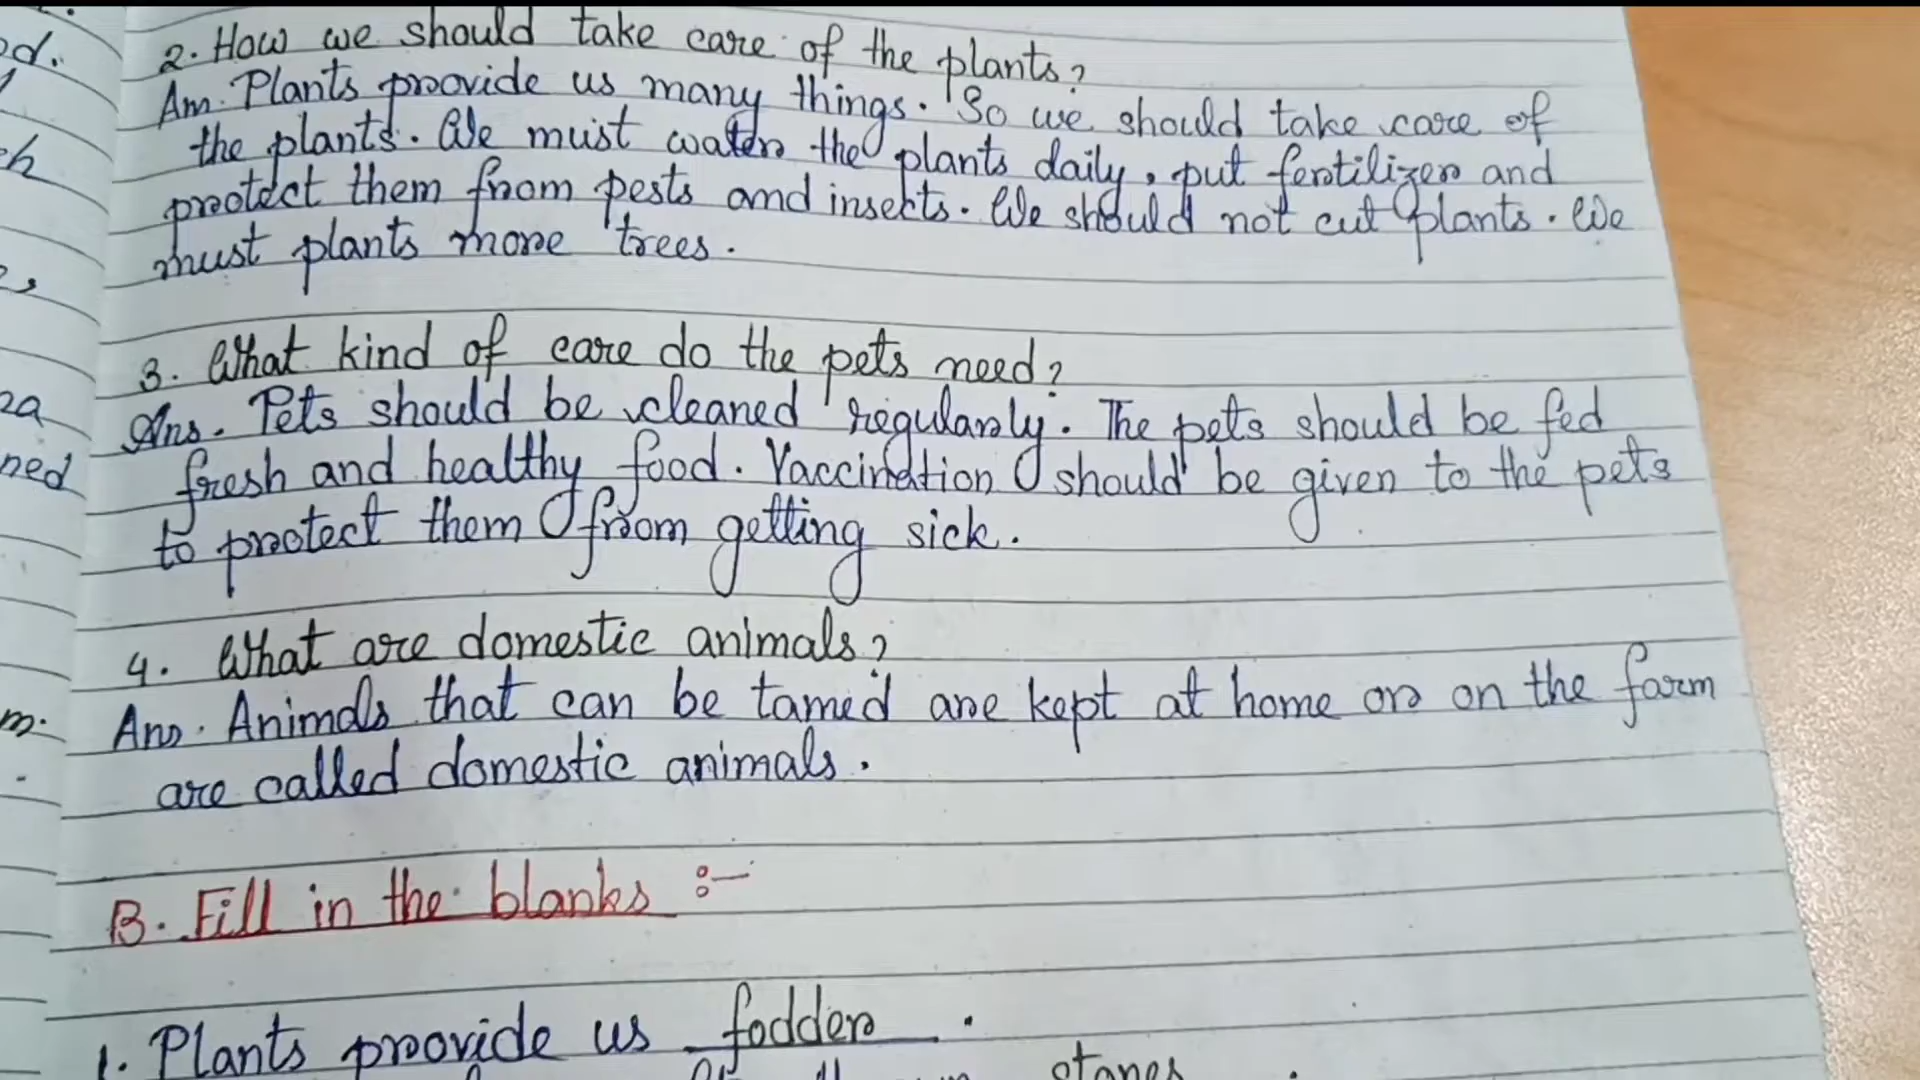 2. How we should take care of the plants?
Ans. Plants provide us many things. So we should take care of
the plants. We must water the plants daily, put fertilizer and
protect them from pests and insects. We should not cut plants. We
must plants more trees.
3. What kind of care do the pets need?
Ans. Pets should be cleaned regularly. The pets should be fed
fresh and healthy food. Vaccination should be given to the pets
to protect them from getting sick.
4. What are domestic animals?
Ans. Animals that can be tamed are kept at home or on the farm
are called domestic animals.
B. Fill in the blanks :-
1. Plants provide us fodder.